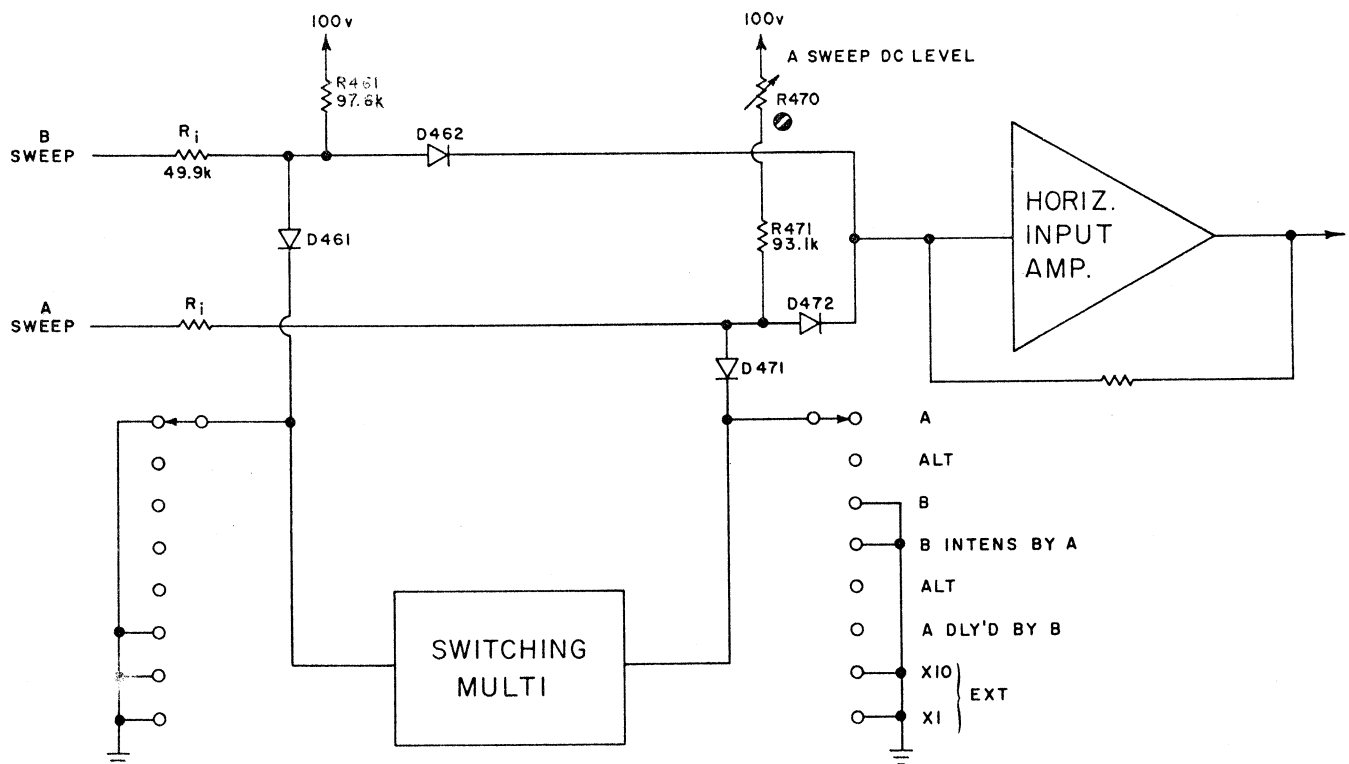 100v
100v
A SWEEP DC LEVEL
R461
97.6k
R470
B
SWEEP
Ri
49.9k
D462
HORIZ.
INPUT
AMP.
D461
R471
93.1k
A
SWEEP
Ri
D472
D471
A
ALT
B
B INTENS BY A
ALT
A DLY'D BY B
X10
EXT
X1
SWITCHING
MULTI